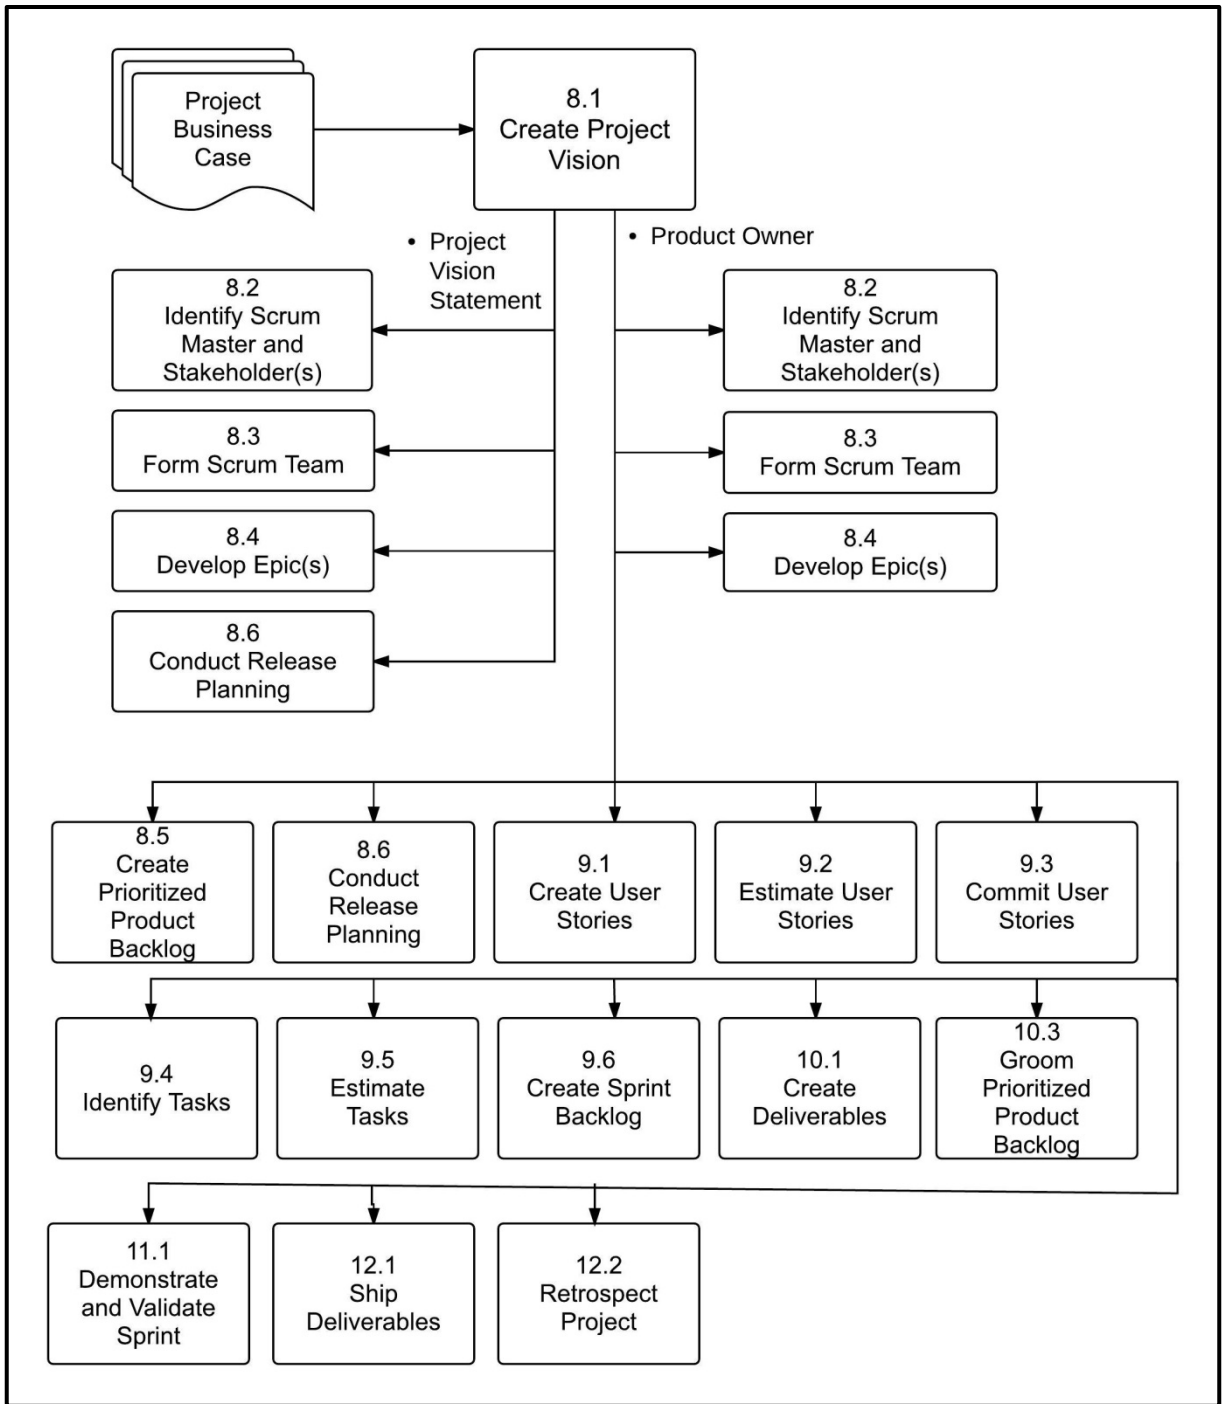 Project
Business
Case
8.1
Create Project
Vision
• Project
Vision
Statement
• Product Owner
8.2
Identify Scrum
Master and
Stakeholder(s)
8.2
Identify Scrum
Master and
Stakeholder(s)
8.3
Form Scrum Team
8.3
Form Scrum Team
8.4
Develop Epic(s)
8.4
Develop Epic(s)
8.6
Conduct Release
Planning
8.5
Create
Prioritized
Product
Backlog
8.6
Conduct
Release
Planning
9.1
Create User
Stories
9.2
Estimate User
Stories
9.3
Commit User
Stories
9.4
Identify Tasks
9.5
Estimate
Tasks
9.6
Create Sprint
Backlog
10.1
Create
Deliverables
10.3
Groom
Prioritized
Product
Backlog
11.1
Demonstrate
and Validate
Sprint
12.1
Ship
Deliverables
12.2
Retrospect
Project